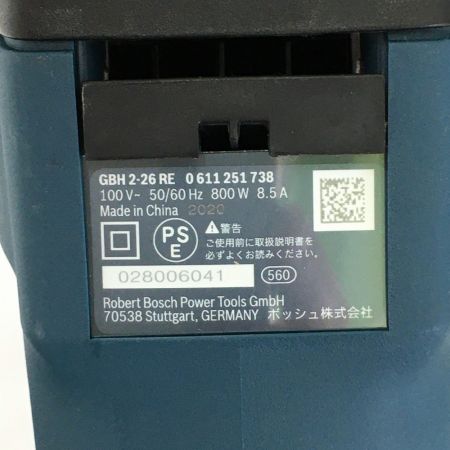 GBH 2-26 RE 0 611 251 738
100 V~ 50/60 Hz 800 W 8.5 A
Made in China 2020
PS
E
⚠警告
ご使用前に取扱説明書を
必ずよくお読みください。
028006041
560
Robert Bosch Power Tools GmbH
70538 Stuttgart, GERMANY ボッシュ株式会社